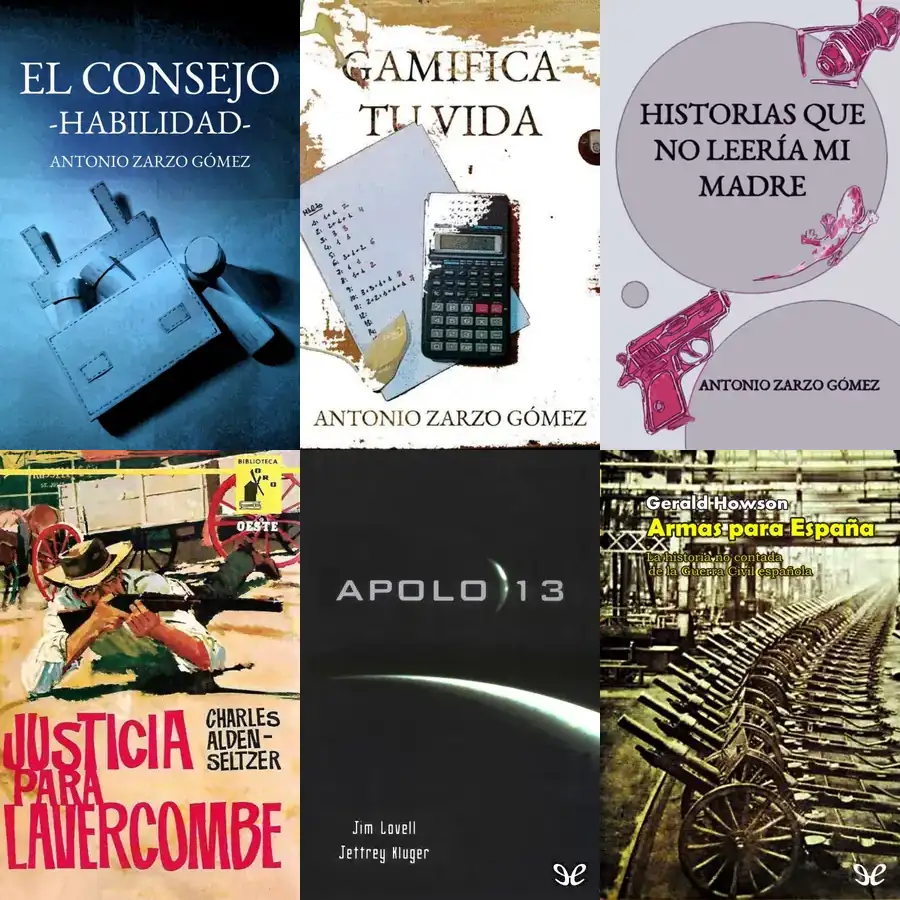 EL CONSEJO
-HABILIDAD-
ANTONIO ZARZO GÓMEZ
GAMIFICA
TU VIDA
ANTONIO ZARZO GÓMEZ
HISTORIAS QUE
NO LEERÍA MI
MADRE
ANTONIO ZARZO GÓMEZ
BIBLIOTECA
ORO
OESTE
JUSTICIA
PARA
LAVERCOMBE
CHARLES
ALDEN-
SELTZER
APOLO 13
Jim Lovell
Jettrey Kluger
Gerald Howson
Armas para España
La historia no contada
de la Guerra Civil española